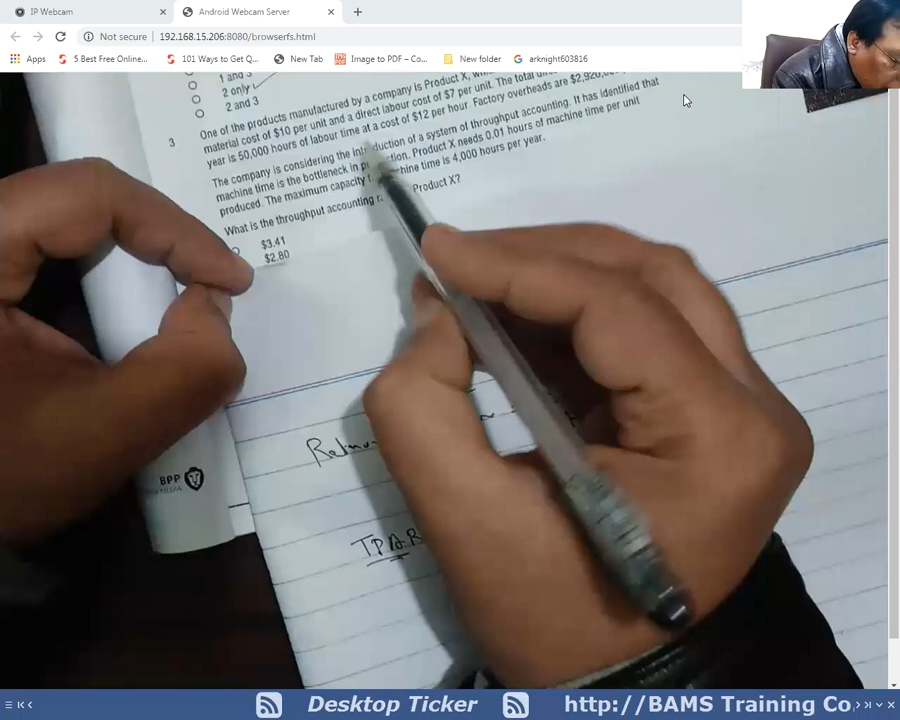 IP Webcam
Android Webcam Server
Not secure 192.168.15.206:8080/browserfs.html
Apps 5 Best Free Online... 101 Ways to Get Q... New Tab Image to PDF – Co... New folder arknight603816
1 and 3
2 only
2 and 3
3 One of the products manufactured by a company is Product X,
material cost of $10 per unit and a direct labour cost of $7 per unit. The total
year is 50,000 hours of labour time at a cost of $12 per hour. Factory overheads are $2,920,
The company is considering the introduction of a system of throughput accounting. It has identified that
machine time is the bottleneck in Product X needs 0.01 hours of machine time per unit
produced. The maximum capacity machine time is 4,000 hours per year.
What is the throughput accounting Product X?
$3.41
$2.80
BPP
TPAR
Desktop Ticker http://BAMS Training Co